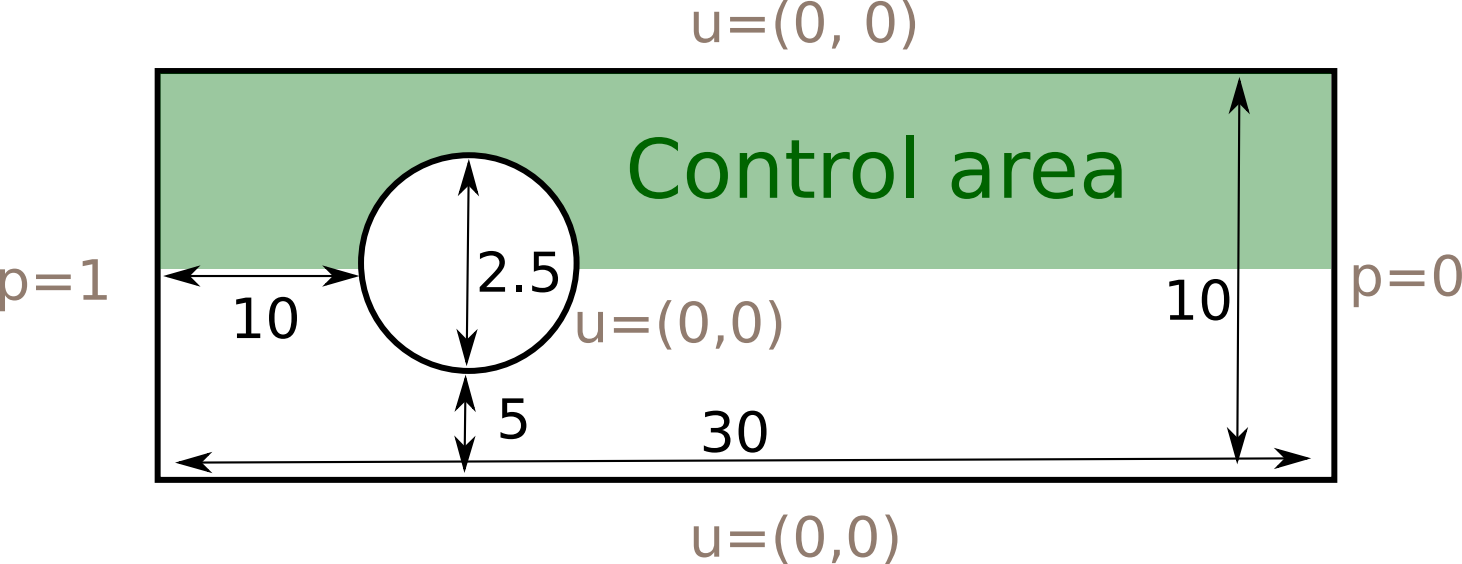 u=(0, 0)
Control area
p=1
2.5
p=0
10
10
u=(0,0)
5
30
u=(0,0)